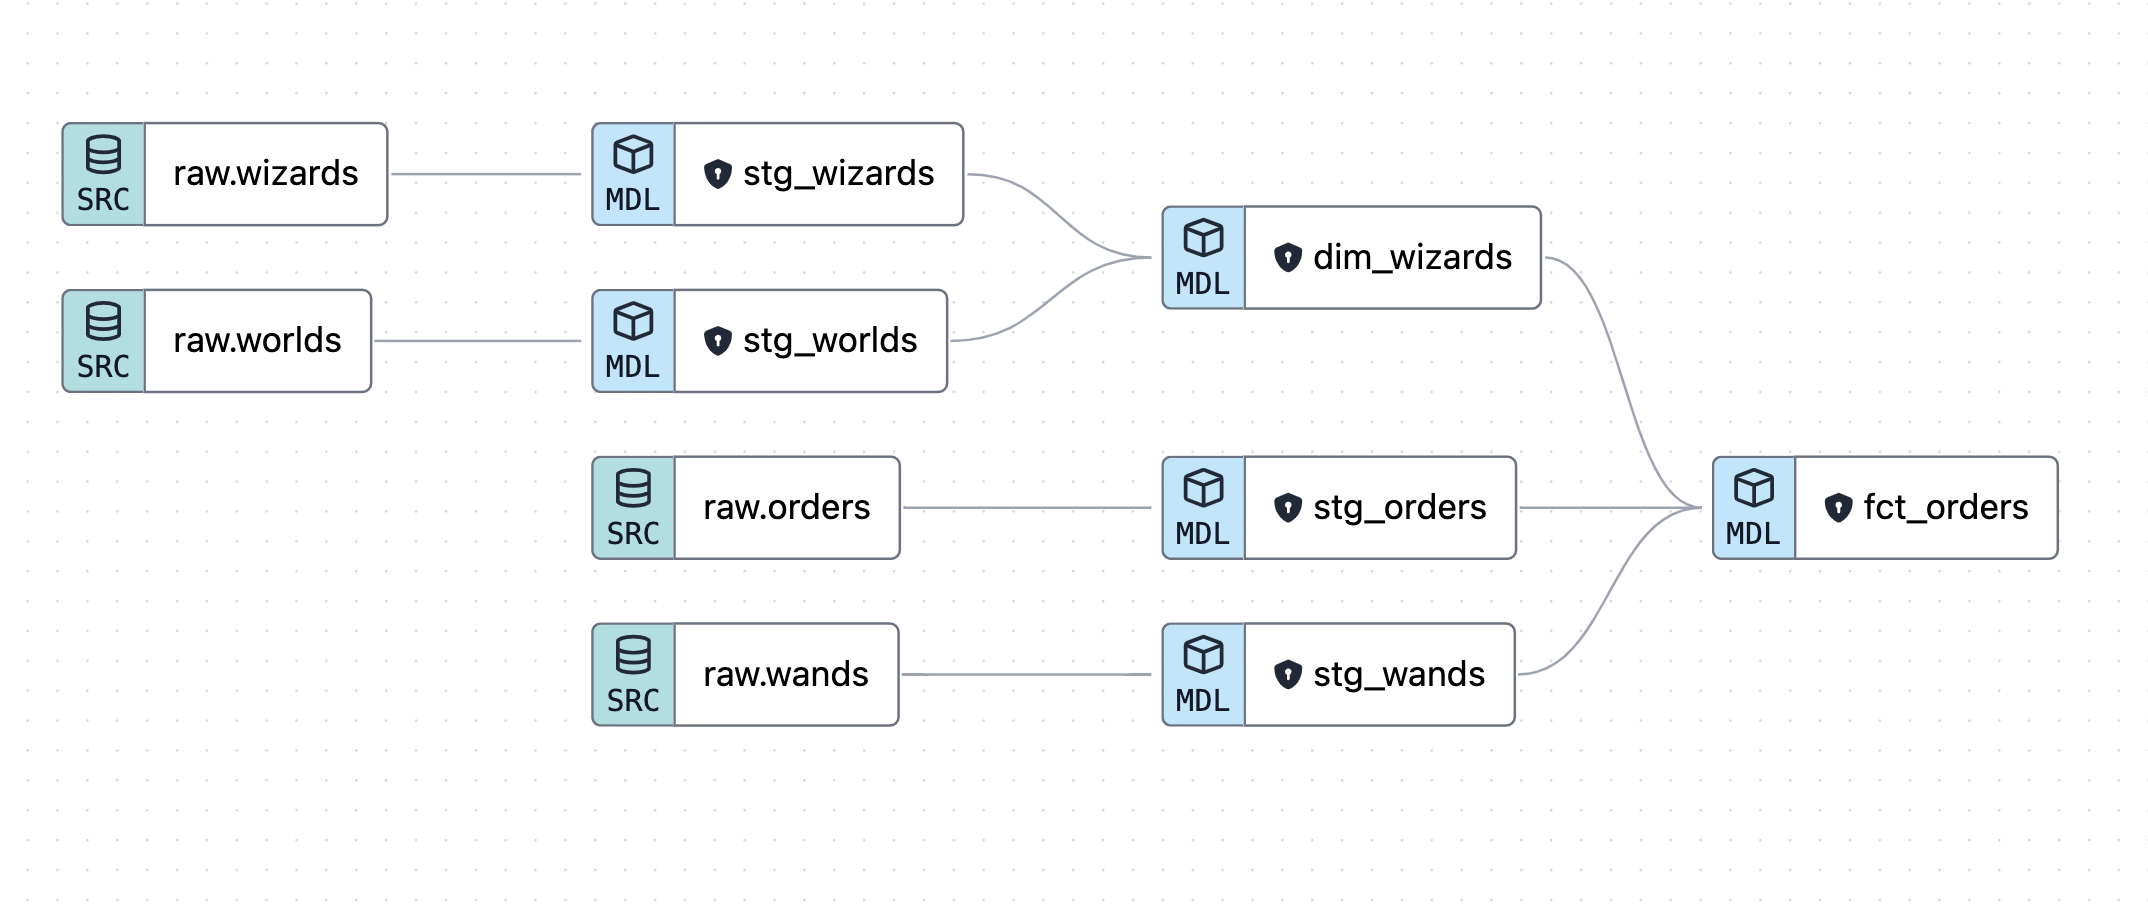 raw.wizards
SRC
stg_wizards
MDL
dim_wizards
MDL
raw.worlds
SRC
stg_worlds
MDL
raw.orders
SRC
stg_orders
MDL
fct_orders
MDL
raw.wands
SRC
stg_wands
MDL